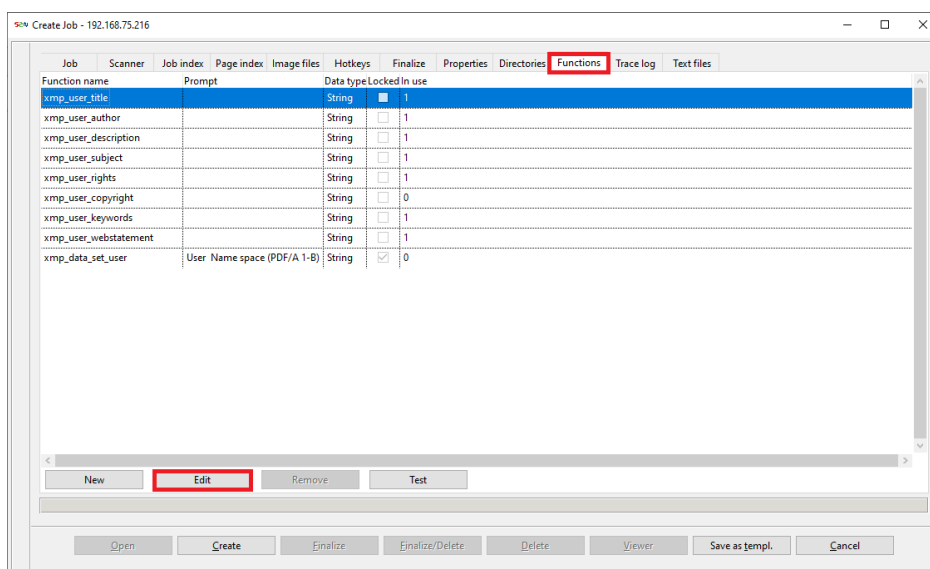 S2N Create Job - 192.168.75.216
Job Scanner Job index Page index Image files Hotkeys Finalize Properties Directories Functions Trace log Text files
Function name Prompt Data type Locked In use
xmp_user_title String 1
xmp_user_author String 1
xmp_user_description String 1
xmp_user_subject String 1
xmp_user_rights String 1
xmp_user_copyright String 0
xmp_user_keywords String 1
xmp_user_webstatement String 1
xmp_data_set_user User Name space (PDF/A 1-B) String 0
New Edit Remove Test
Open Create Finalize Finalize/Delete Delete Viewer Save as templ. Cancel